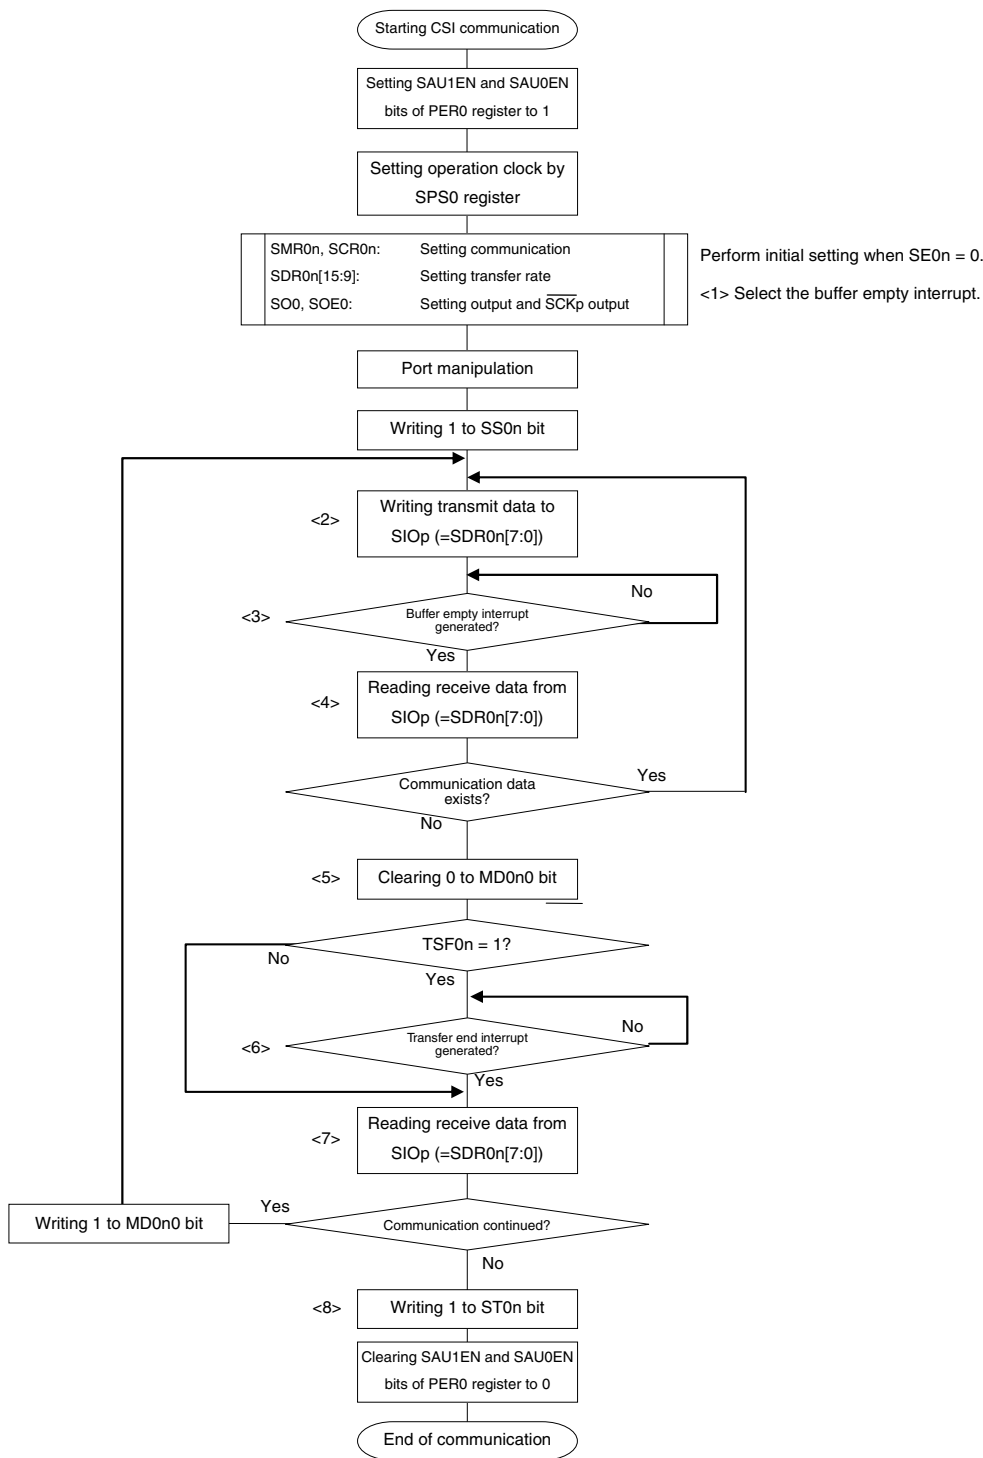 Starting CSI communication
Setting SAU1EN and SAU0EN
bits of PER0 register to 1
Setting operation clock by
SPS0 register
SMR0n, SCR0n: Setting communication
SDR0n[15:9]: Setting transfer rate
SO0, SOE0: Setting output and SCKp output
Perform initial setting when SE0n = 0.
<1> Select the buffer empty interrupt.
Port manipulation
Writing 1 to SS0n bit
<2>
Writing transmit data to
SIOp (=SDR0n[7:0])
No
<3>
Buffer empty interrupt
generated?
Yes
<4>
Reading receive data from
SIOp (=SDR0n[7:0])
Communication data
exists?
Yes
No
<5>
Clearing 0 to MD0n0 bit
TSF0n = 1?
No
Yes
No
<6>
Transfer end interrupt
generated?
Yes
<7>
Reading receive data from
SIOp (=SDR0n[7:0])
Writing 1 to MD0n0 bit
Yes
Communication continued?
No
<8>
Writing 1 to ST0n bit
Clearing SAU1EN and SAU0EN
bits of PER0 register to 0
End of communication